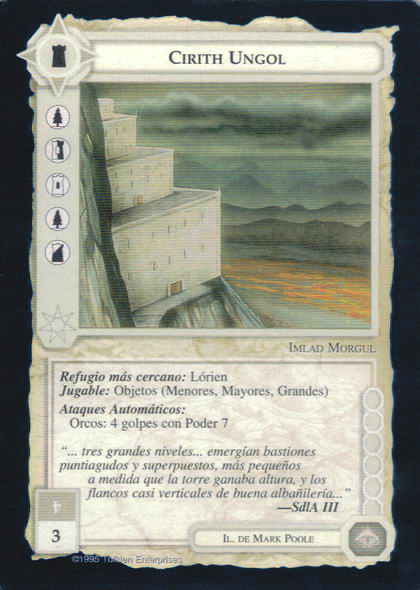 CIRITH UNGOL
IMLAD MORGUL
Refugio más cercano: Lórien
Jugable: Objetos (Menores, Mayores, Grandes)
Ataques Automáticos:
Orcos: 4 golpes con Poder 7
“... tres grandes niveles... emergían bastiones
puntiagudos y superpuestos, más pequeños
a medida que la torre ganaba altura, y los
flancos casi verticales de buena albañilería...”
—SdlA III
4
3
IL. DE MARK POOLE
©1995 Tolkien Enterprises